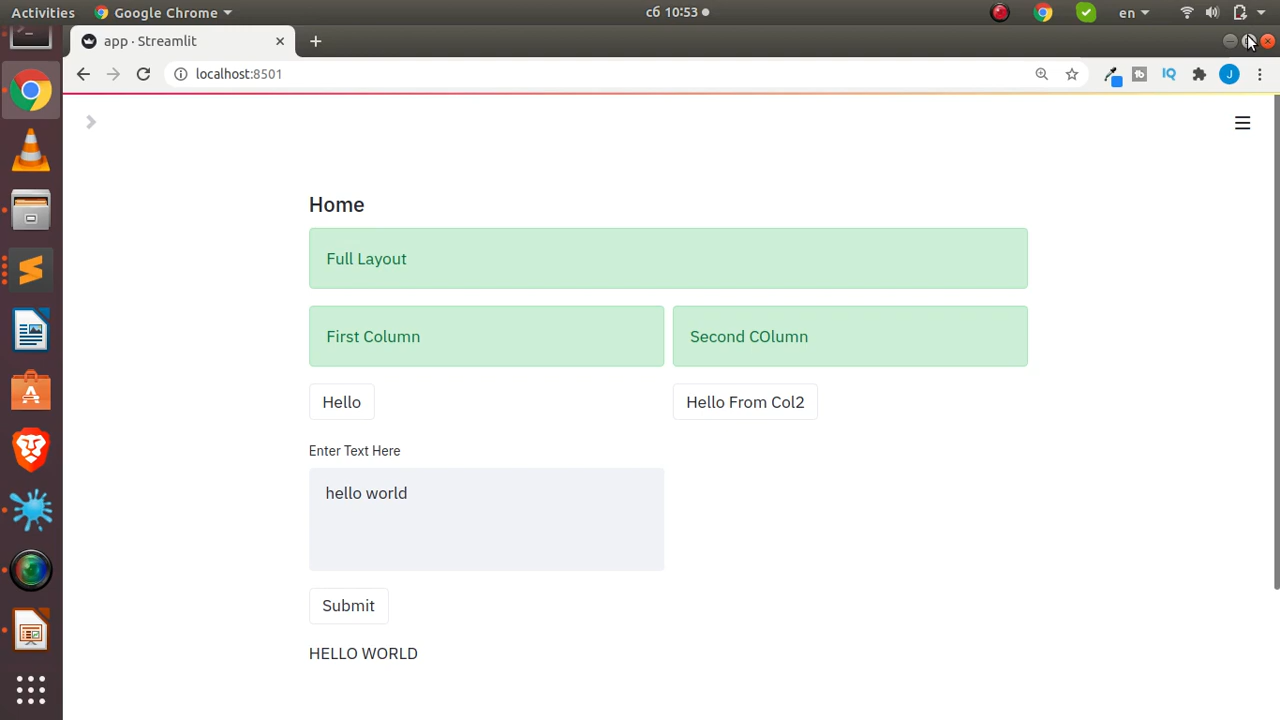 Activities Google Chrome сб 10:53 en
app · Streamlit
localhost:8501 IQ J
Home
Full Layout
First Column Second COlumn
Hello Hello From Col2
Enter Text Here
hello world
Submit
HELLO WORLD